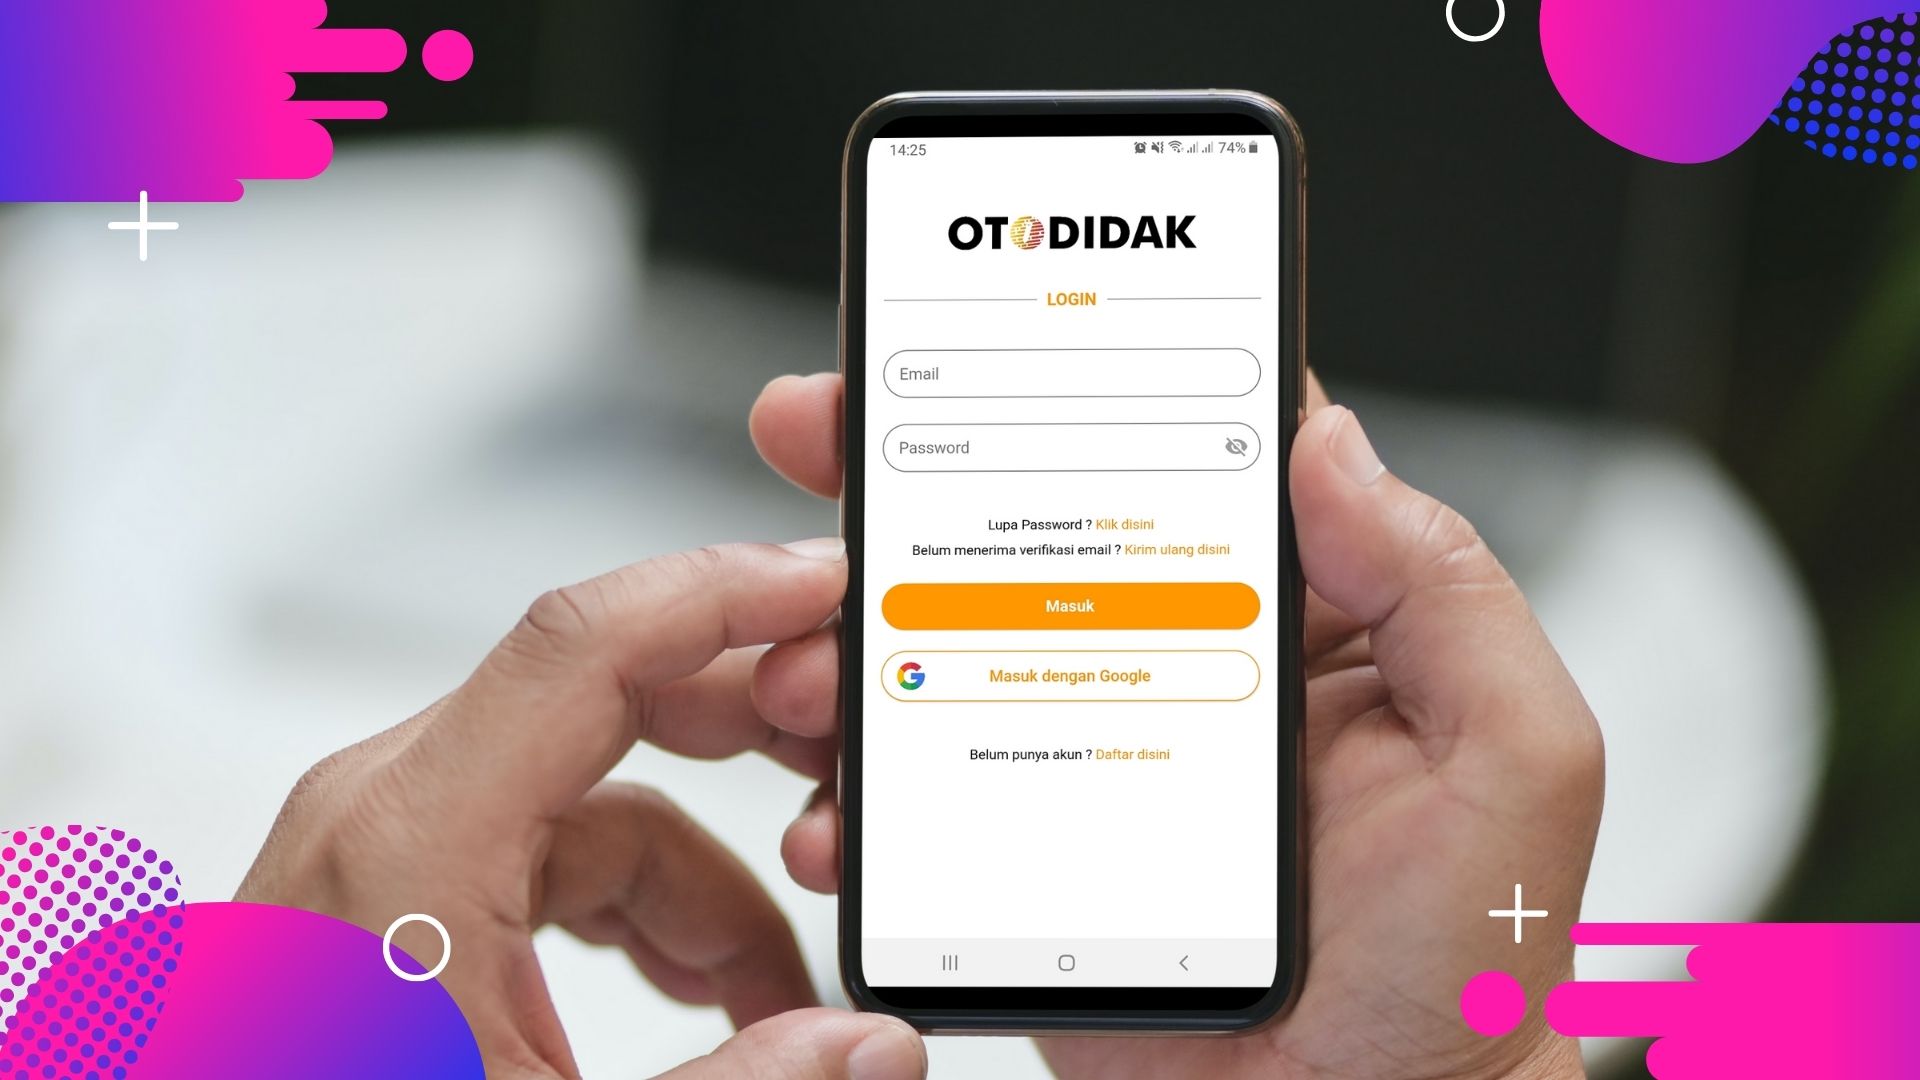 14:25 74%
OTODIDAK
LOGIN
Email
Password
Lupa Password ? Klik disini
Belum menerima verifikasi email ? Kirim ulang disini
Masuk
Masuk dengan Google
Belum punya akun ? Daftar disini